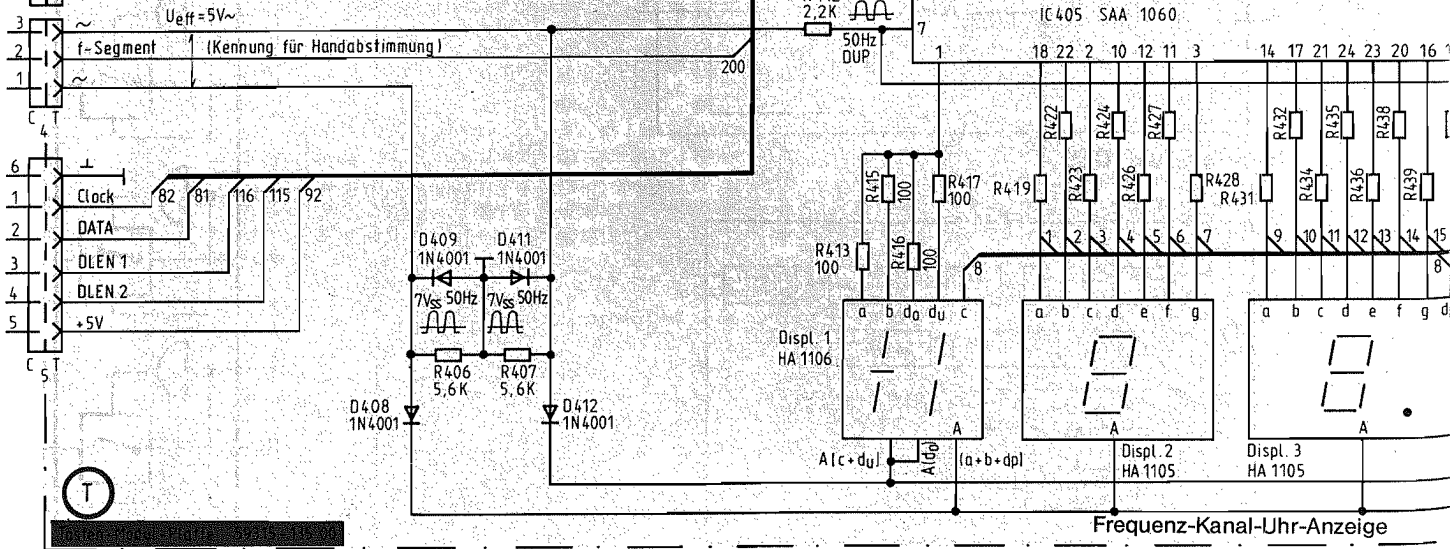 2,2K
50Hz
DUP
7
IC405 SAA 1060
1
18 22 2 10 12 11 3
14 17 21 24 23 20 16
3
~
Ueff=5V~
2
f-Segment (Kennung für Handabstimmung)
1
~
200
C T
4
6
⊥
1
Clock
2
DATA
3
DLEN 1
4
DLEN 2
5
+5V
C T
5
82 81 116 115 92
D409
1N4001
D411
1N4001
7Vss 50Hz
7Vss 50Hz
R406
5,6K
R407
5,6K
D408
1N4001
D412
1N4001
R422
R424
R427
R432
R435
R438
R415
100
R417
100
R419
R423
R426
R428
R431
R434
R436
R439
R413
100
R416
100
8
1 2 3 4 5 6 7
9 10 11 12 13 14 15
8
a b do du c
a b c d e f g
a b c d e f g d
Displ. 1
HA 1106
A
A
A
A(c+du)
A(do)
(a+b+dp)
Displ. 2
HA 1105
Displ. 3
HA 1105
T
Frequenz-Kanal-Uhr-Anzeige